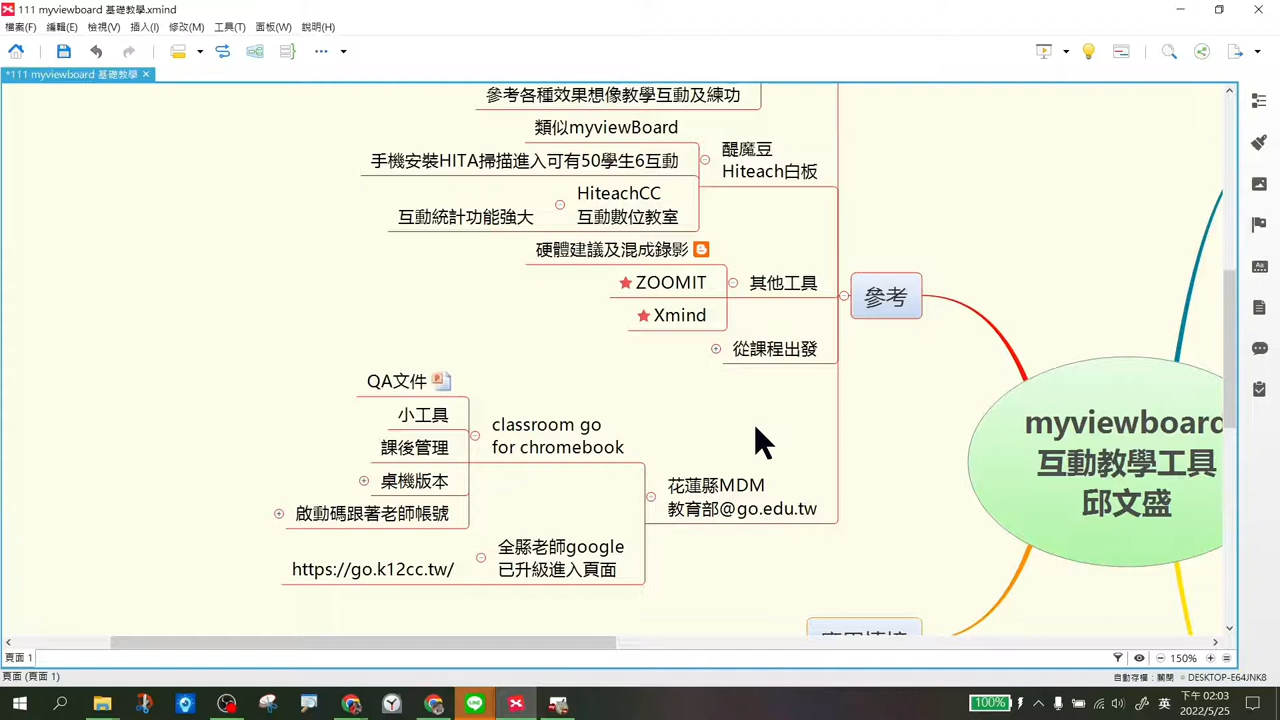 111 myviewboard 基礎教學.xmind
檔案(F) 編輯(E) 檢視(V) 插入(I) 修改(M) 工具(T) 面板(W) 說明(H)
*111 myviewboard 基礎教學
參考各種效果想像教學互動及練功
類似myviewBoard
手機安裝HITA掃描進入可有50學生6互動
醍魔豆
Hiteach白板
HiteachCC
互動數位教室
互動統計功能強大
硬體建議及混成錄影
ZOOMIT
其他工具
Xmind
參考
從課程出發
QA文件
小工具
課後管理
桌機版本
啟動碼跟著老師帳號
classroom go
for chromebook
花蓮縣MDM
教育部@go.edu.tw
全縣老師google
已升級進入頁面
https://go.k12cc.tw/
myviewboard
互動教學工具
邱文盛
頁面 1
150%
頁面 (頁面 1)
自動存檔：關閉
DESKTOP-E64JNK8
100%
英
下午 02:03
2022/5/25